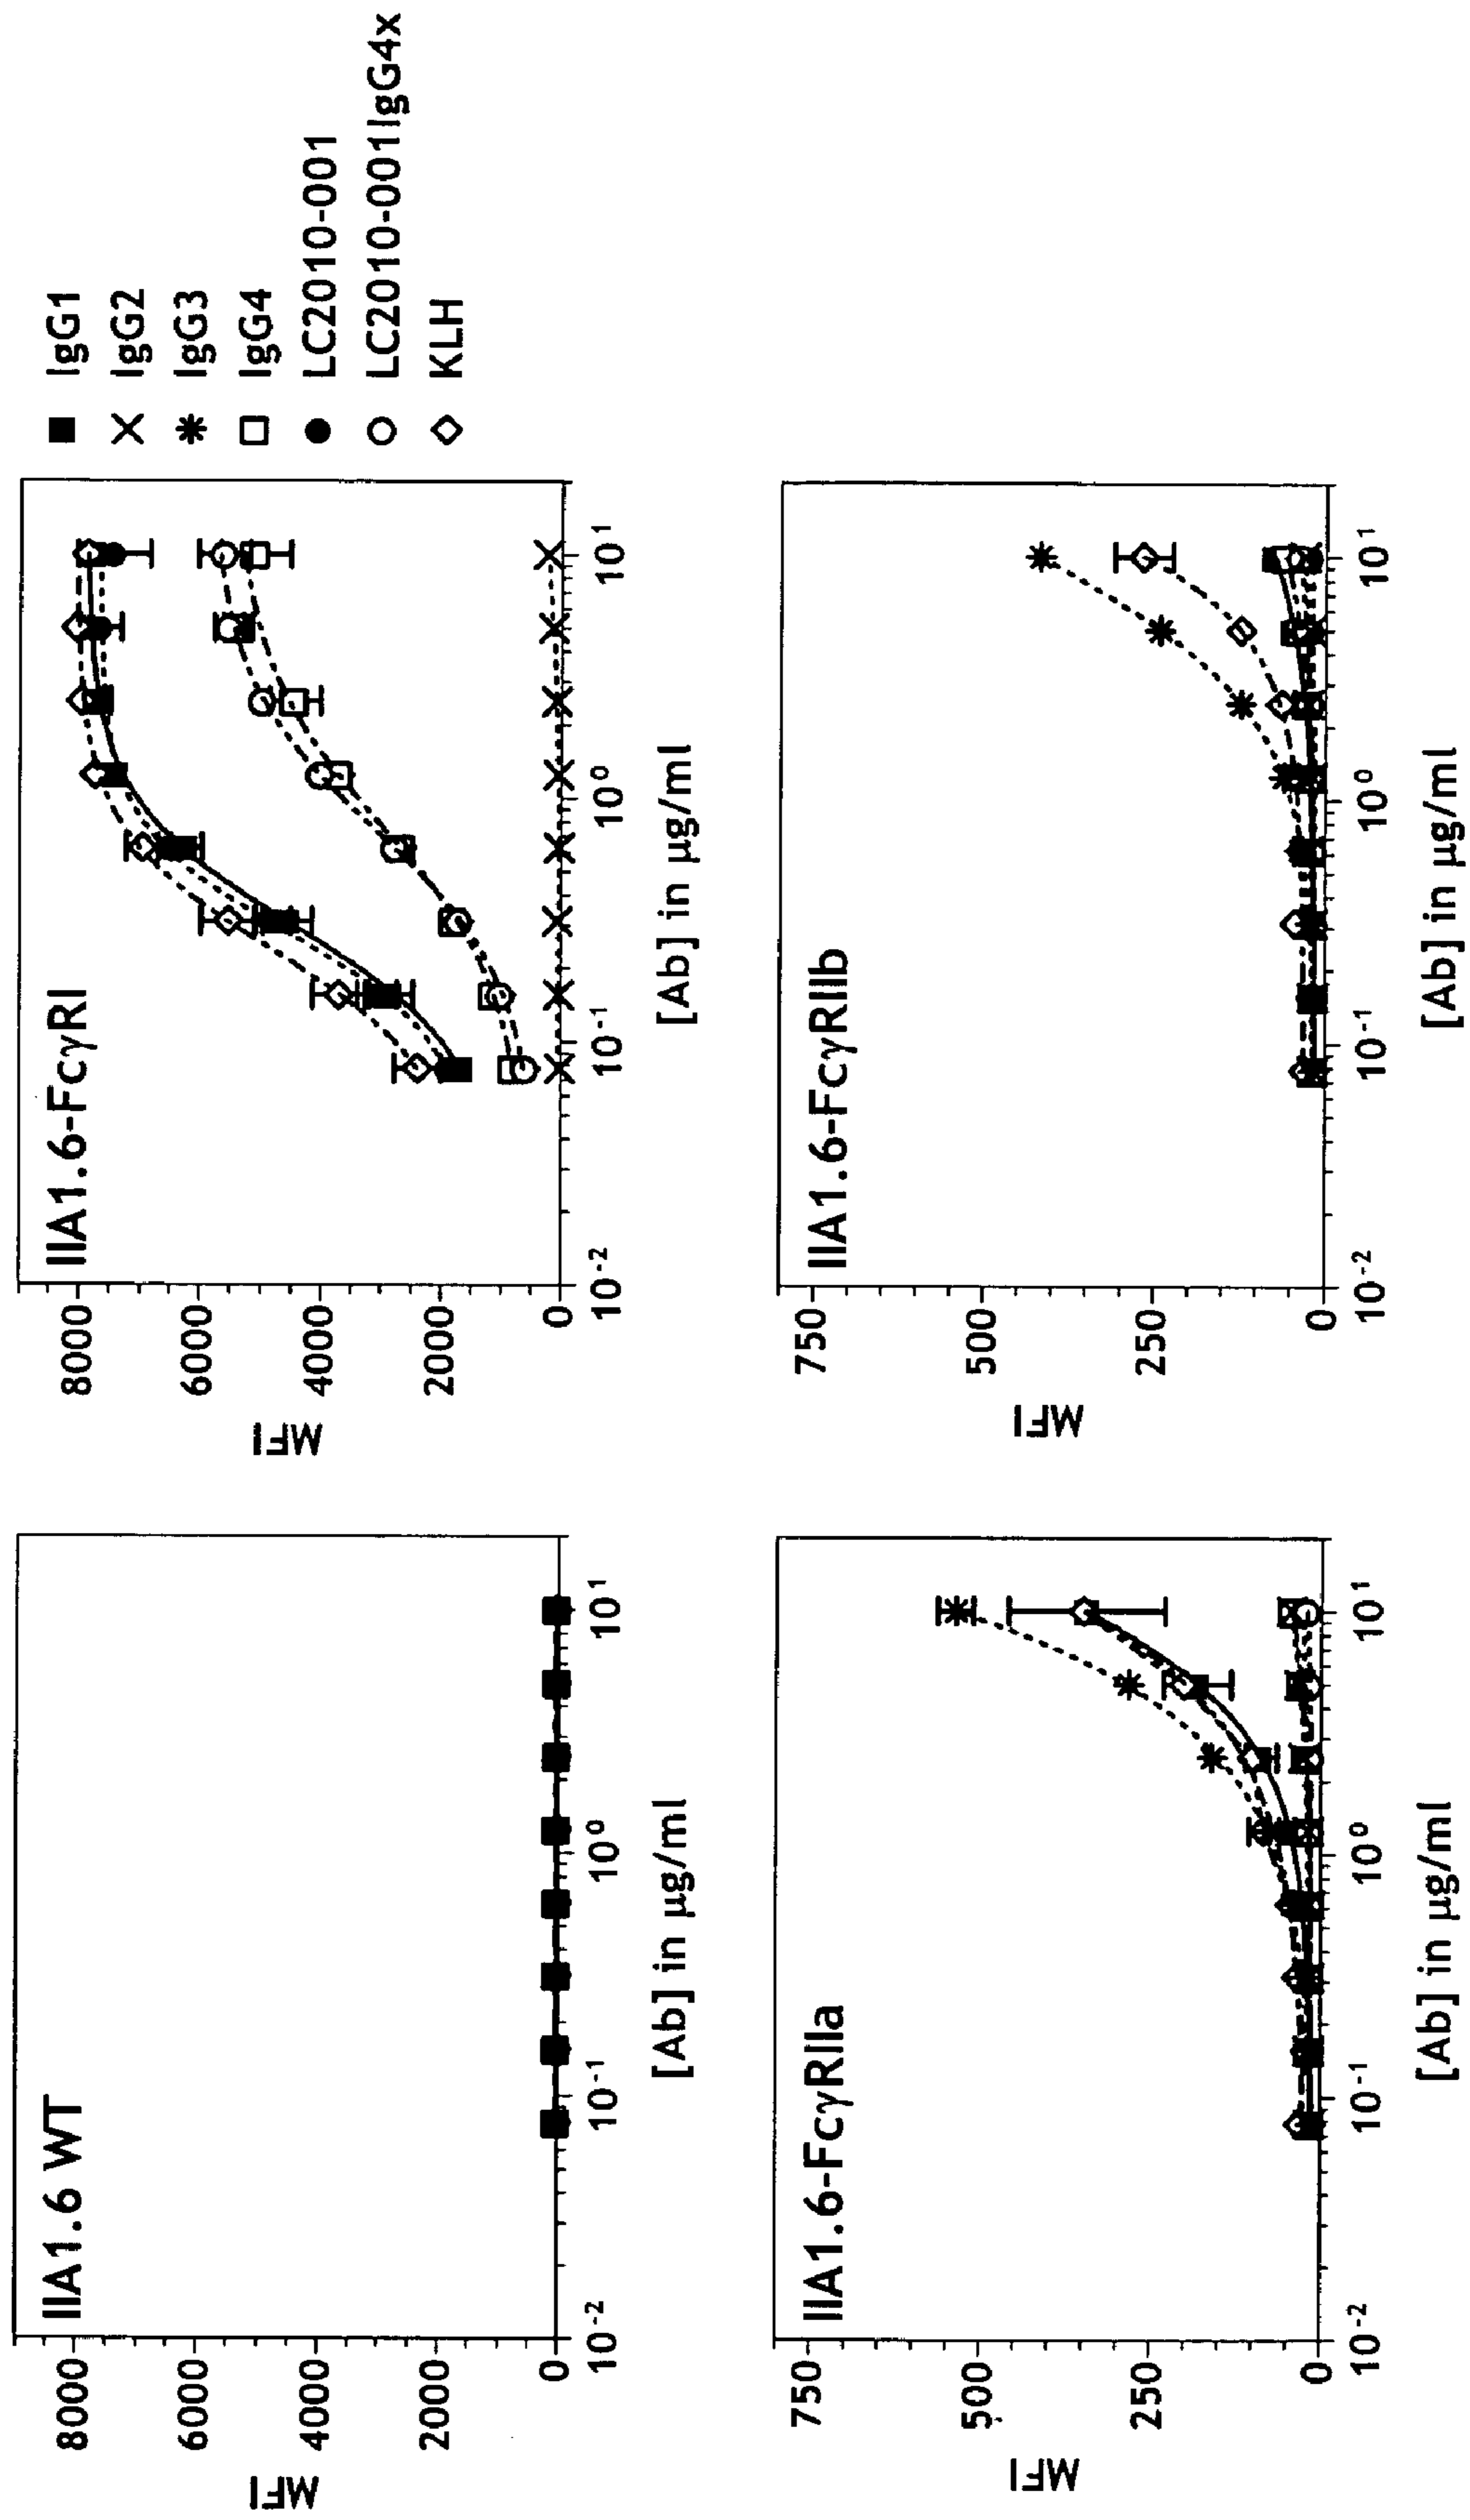 IIA1.6 WT
MFI
8000
6000
4000
2000
0
10⁻²
10⁻¹
10⁰
10¹
[Ab] in µg/ml
IIA1.6-FcγRI
MFI
8000
6000
4000
2000
0
10⁻²
10⁻¹
10⁰
10¹
[Ab] in µg/ml
IgG1
IgG2
IgG3
IgG4
LC2010-001
LC2010-001IgG4x
KLH
IIA1.6-FcγRIIa
MFI
750
500
250
0
10⁻²
10⁻¹
10⁰
10¹
[Ab] in µg/ml
IIA1.6-FcγRIIb
MFI
750
500
250
0
10⁻²
10⁻¹
10⁰
10¹
[Ab] in µg/ml